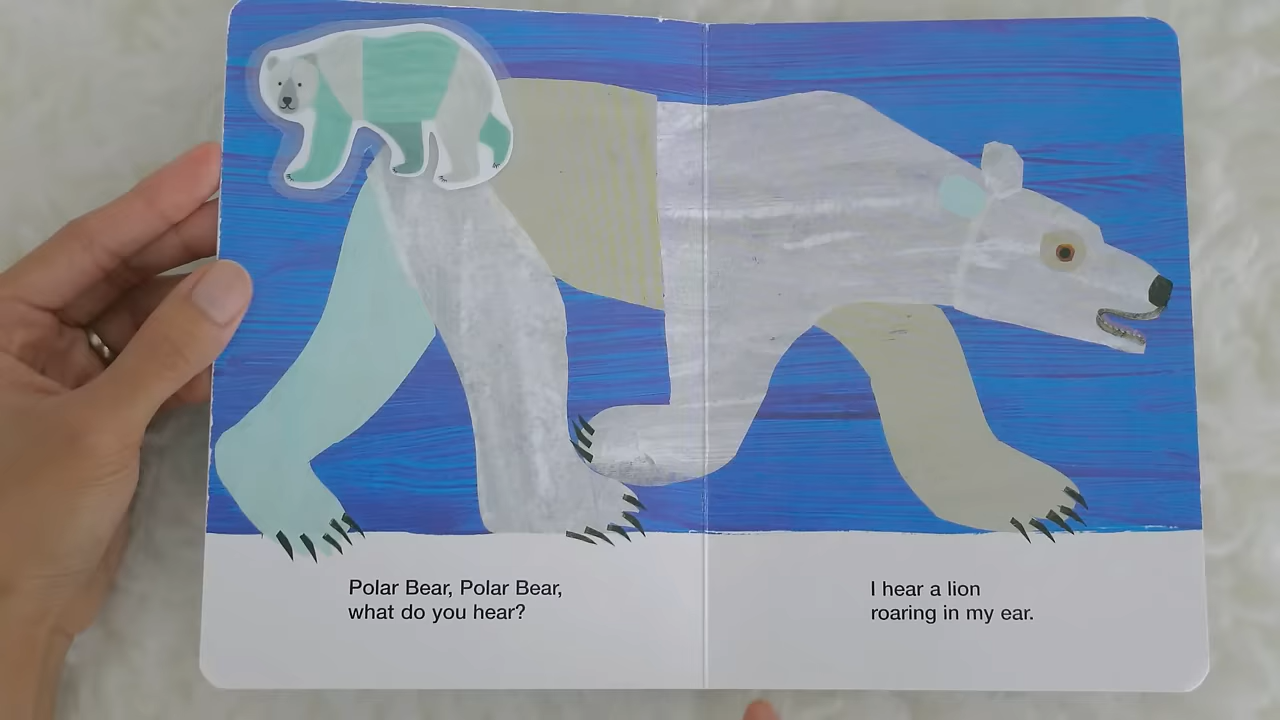 Polar Bear, Polar Bear,
what do you hear?
I hear a lion
roaring in my ear.